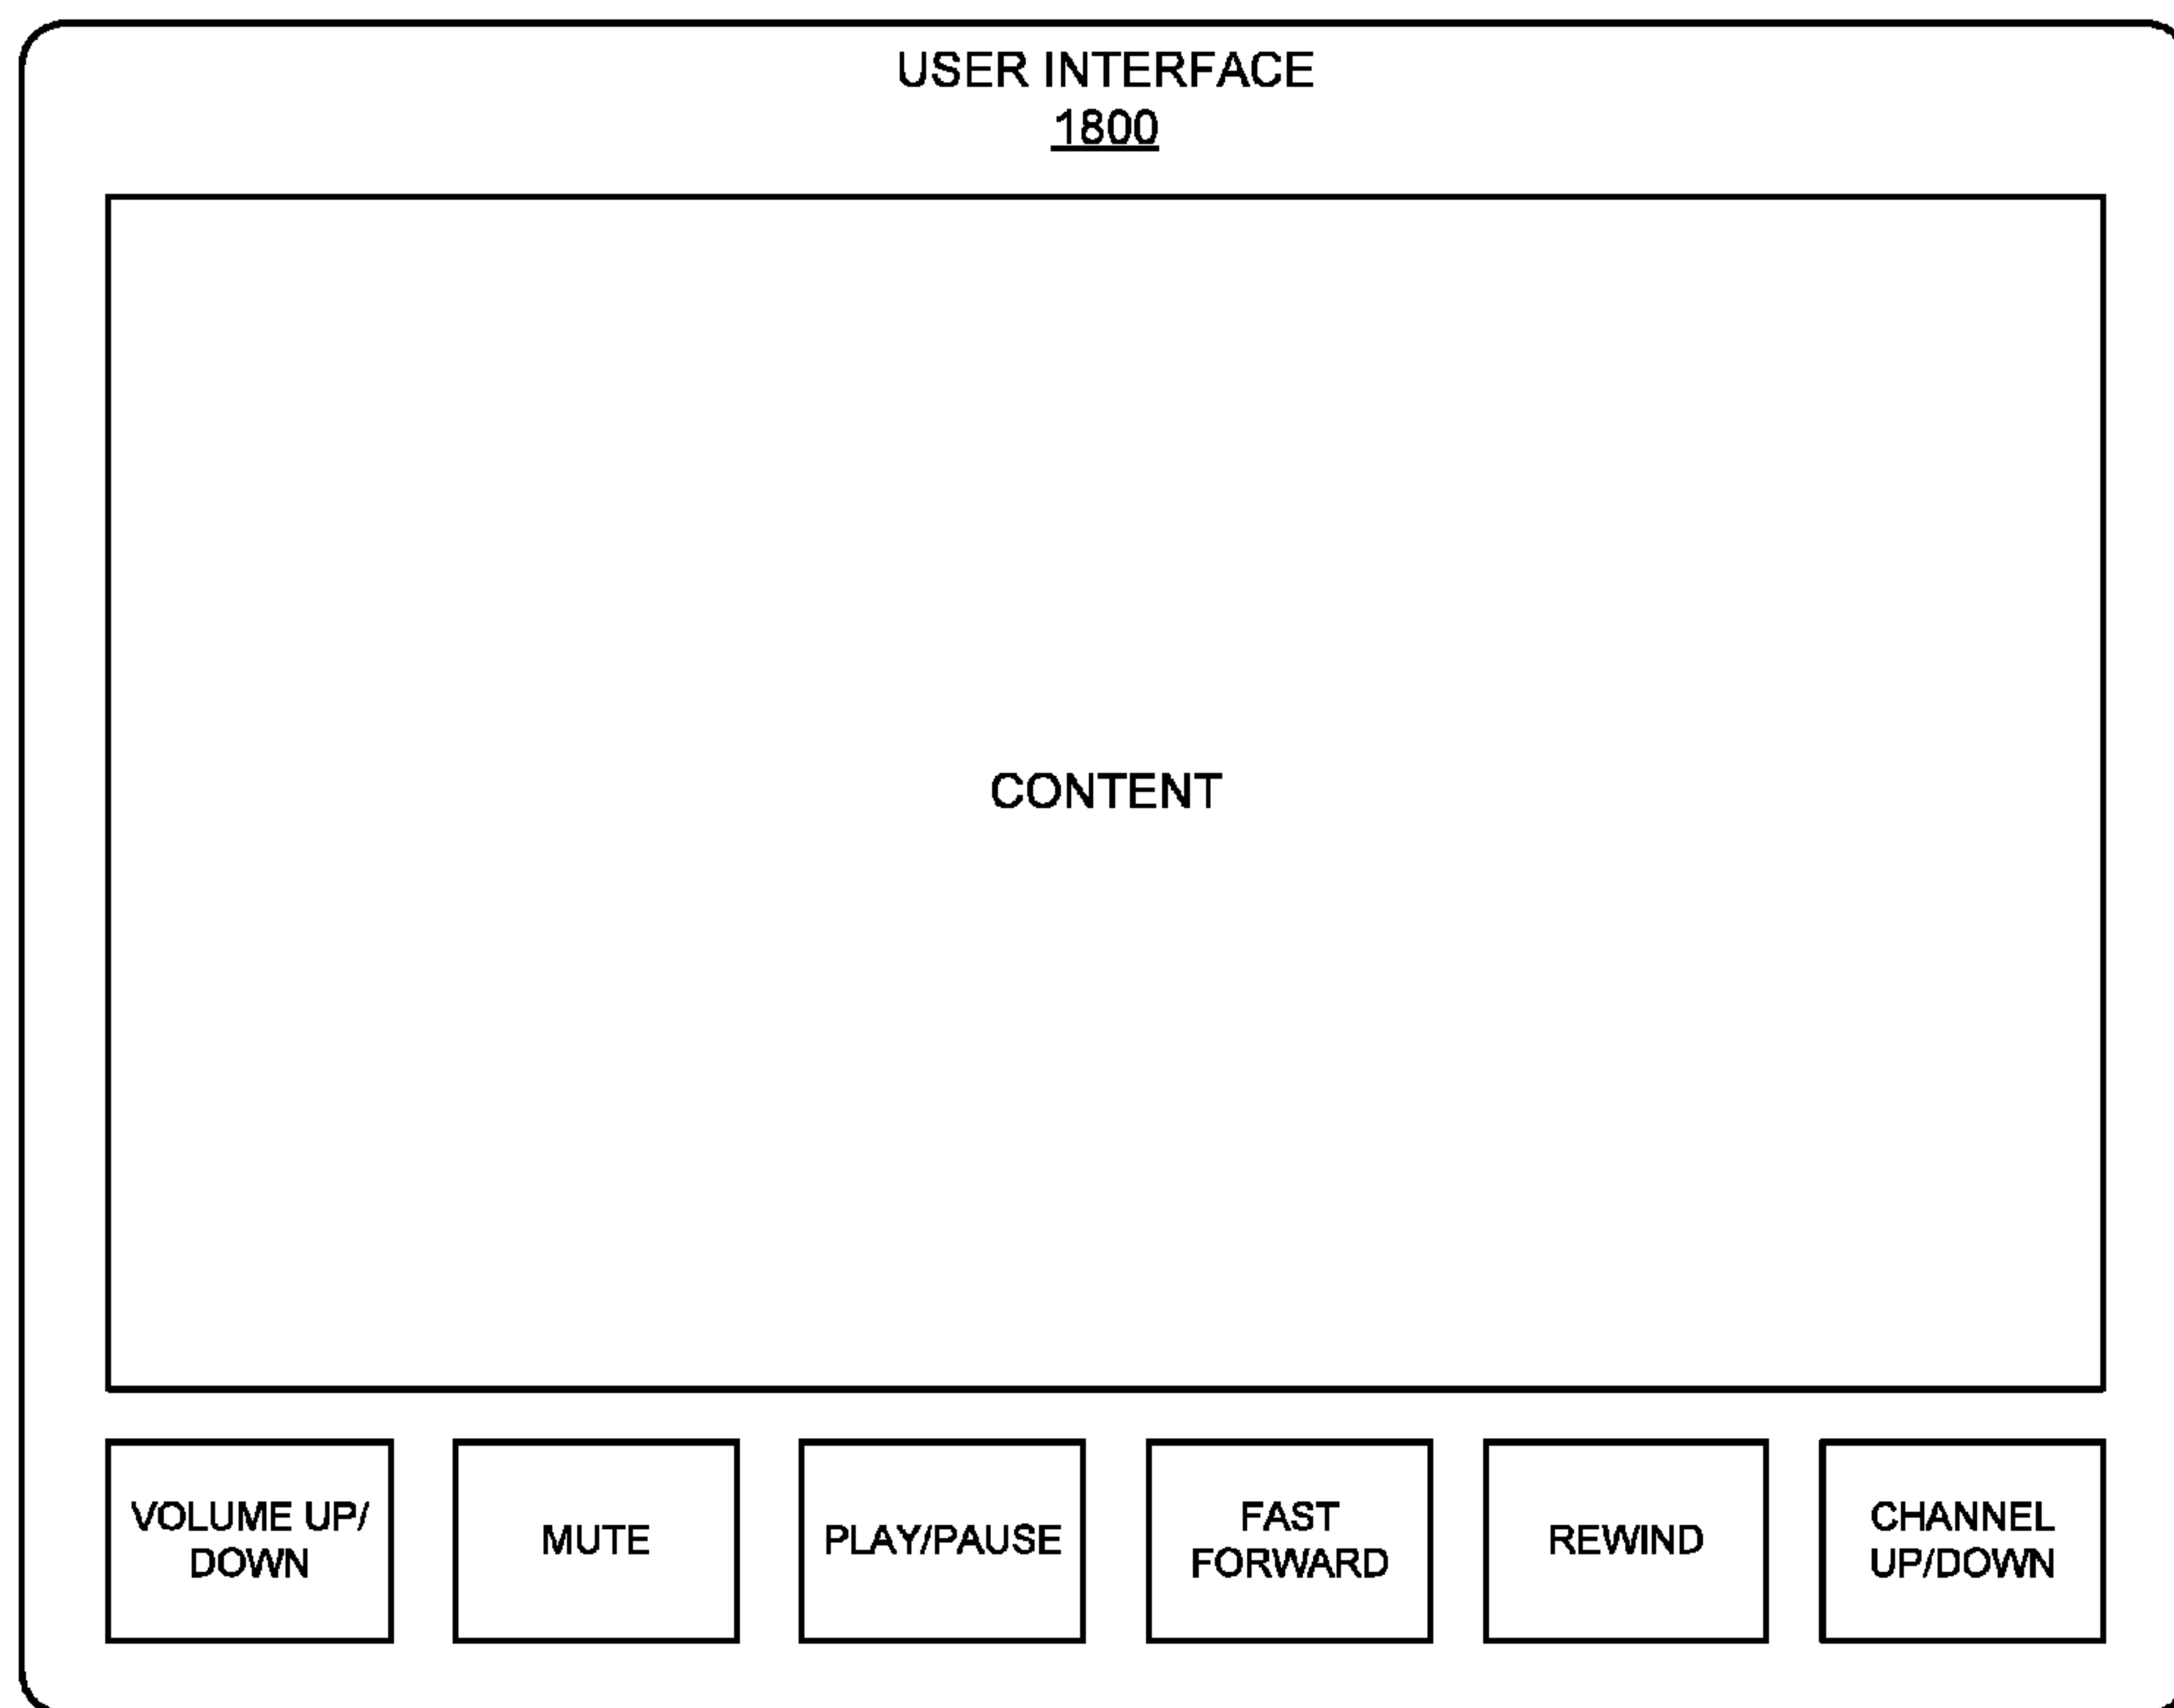 USER INTERFACE
1800
CONTENT
VOLUME UP/
DOWN
MUTE
PLAY/PAUSE
FAST
FORWARD
REWIND
CHANNEL
UP/DOWN